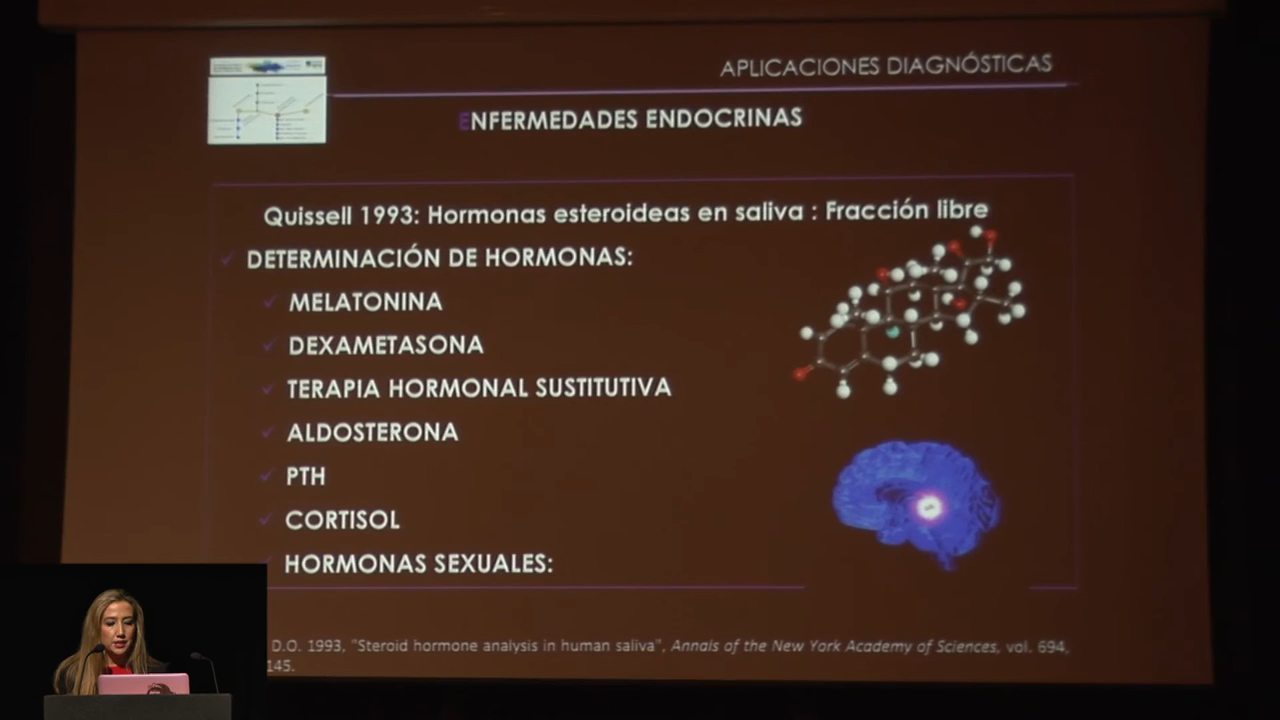 APLICACIONES DIAGNÓSTICAS
ENFERMEDADES ENDOCRINAS
Quissell 1993: Hormonas esteroideas en saliva : Fracción libre
DETERMINACIÓN DE HORMONAS:
MELATONINA
DEXAMETASONA
TERAPIA HORMONAL SUSTITUTIVA
ALDOSTERONA
PTH
CORTISOL
HORMONAS SEXUALES:
D.O. 1993, "Steroid hormone analysis in human saliva", Annals of the New York Academy of Sciences, vol. 694,
145.